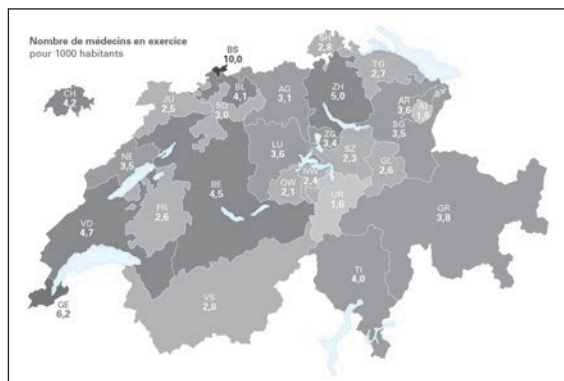 Nombre de médecins en exercice
pour 1000 habitants
BS
10,0
SH
2,8
TG
2,7
CH
4,2
JU
2,5
SO
3,0
BL
4,1
AG
3,1
ZH
5,0
AR
3,6
AI
1,8
SG
3,5
NE
3,5
LU
3,6
ZG
3,4
SZ
2,3
GL
2,6
BE
4,5
OW
2,1
NW
2,4
UR
1,6
FR
2,6
VD
4,7
GR
3,8
TI
4,0
VS
2,8
GE
6,2